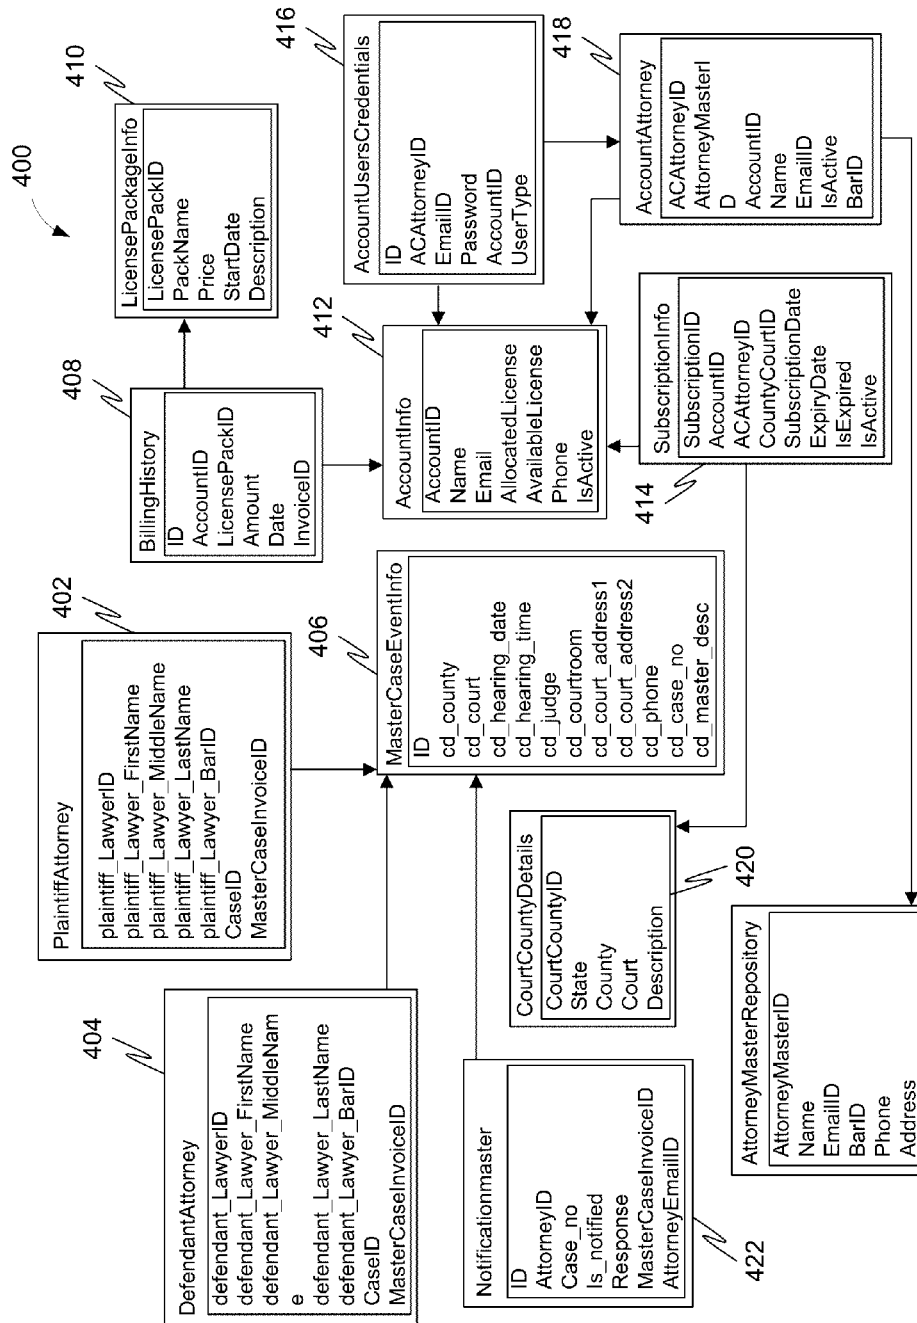 400
PlaintiffAttorney
plaintiff_LawyerID
plaintiff_Lawyer_FirstName
plaintiff_Lawyer_MiddleName
plaintiff_Lawyer_LastName
plaintiff_Lawyer_BarID
CaseID
MasterCaseInvoiceID
402
DefendantAttorney
defendant_LawyerID
defendant_Lawyer_FirstName
defendant_Lawyer_MiddleNam
e
defendant_Lawyer_LastName
defendant_Lawyer_BarID
CaseID
MasterCaseInvoiceID
404
MasterCaseEventInfo
ID
cd_county
cd_court
cd_hearing_date
cd_hearing_time
cd_judge
cd_courtroom
cd_court_address1
cd_court_address2
cd_phone
cd_case_no
cd_master_desc
406
BillingHistory
ID
AccountID
LicensePackID
Amount
Date
InvoiceID
408
LicensePackageInfo
LicensePackID
PackName
Price
StartDate
Description
410
AccountInfo
AccountID
Name
Email
AllocatedLicense
AvailableLicense
Phone
IsActive
412
SubscriptionInfo
SubscriptionID
AccountID
ACAttorneyID
CountyCourtID
SubscriptionDate
ExpiryDate
IsExpired
IsActive
414
AccountUsersCredentials
ID
ACAttorneyID
EmailID
Password
AccountID
UserType
416
AccountAttorney
ACAttorneyID
AttorneyMasterI
D
AccountID
Name
EmailID
IsActive
BarID
418
CourtCountyDetails
CourtCountyID
State
County
Court
Description
420
Notificationmaster
ID
AttorneyID
Case_no
Is_notified
Response
MasterCaseInvoiceID
AttorneyEmailID
422
AttorneyMasterRepository
AttorneyMasterID
Name
EmailID
BarID
Phone
Address